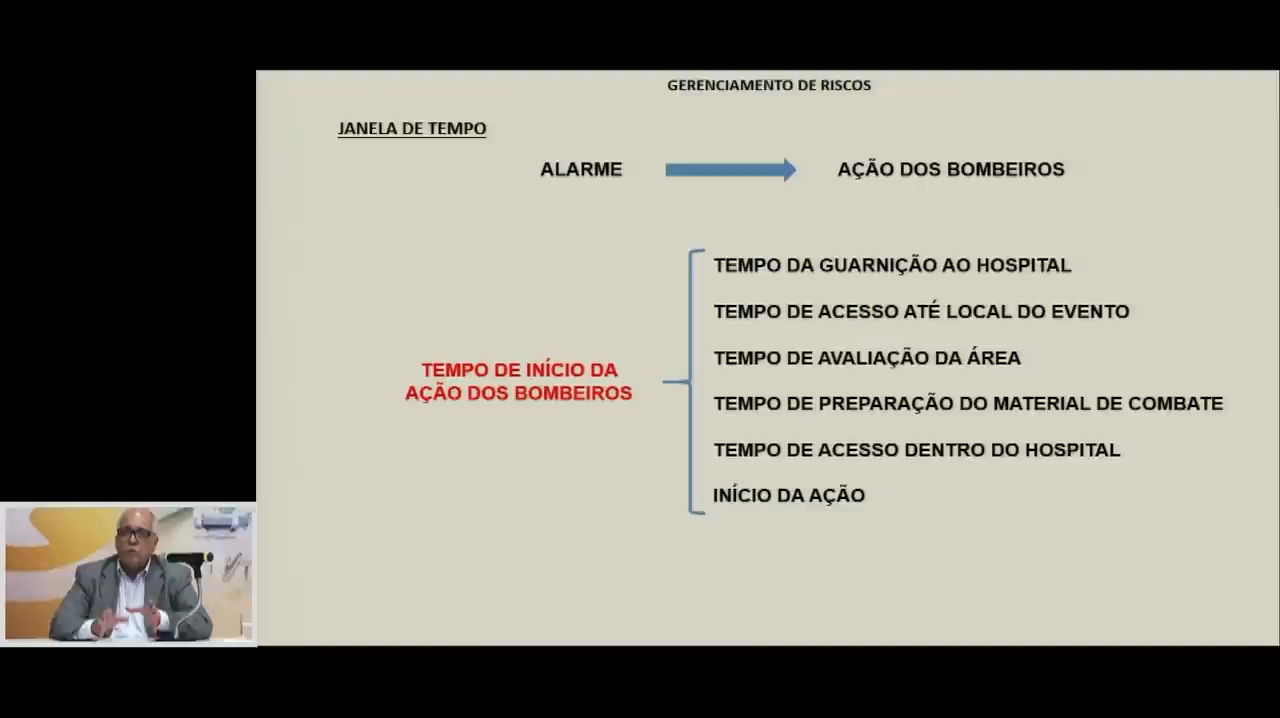 GERENCIAMENTO DE RISCOS
JANELA DE TEMPO
ALARME
AÇÃO DOS BOMBEIROS
TEMPO DE INÍCIO DA
AÇÃO DOS BOMBEIROS
TEMPO DA GUARNIÇÃO AO HOSPITAL
TEMPO DE ACESSO ATÉ LOCAL DO EVENTO
TEMPO DE AVALIAÇÃO DA ÁREA
TEMPO DE PREPARAÇÃO DO MATERIAL DE COMBATE
TEMPO DE ACESSO DENTRO DO HOSPITAL
INÍCIO DA AÇÃO